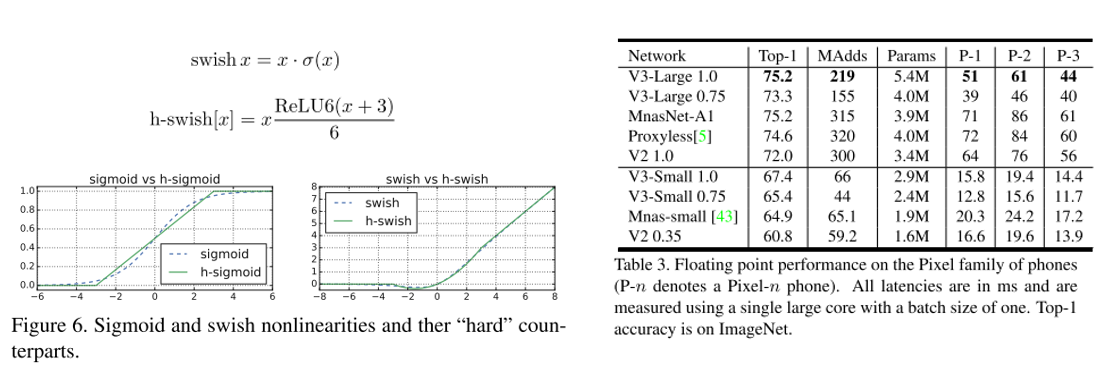 swish x = x · σ(x)
h-swish[x] = x ReLU6(x + 3) / 6
sigmoid vs h-sigmoid
1.0
0.8
0.6
0.4
0.2
0.0
sigmoid
h-sigmoid
−6 −4 −2 0 2 4 6
swish vs h-swish
8
7
6
5
4
3
2
1
0
swish
h-swish
−8 −6 −4 −2 0 2 4 6 8
Figure 6. Sigmoid and swish nonlinearities and ther “hard” coun-
terparts.
Network Top-1 MAdds Params P-1 P-2 P-3
V3-Large 1.0 75.2 219 5.4M 51 61 44
V3-Large 0.75 73.3 155 4.0M 39 46 40
MnasNet-A1 75.2 315 3.9M 71 86 61
Proxyless[5] 74.6 320 4.0M 72 84 60
V2 1.0 72.0 300 3.4M 64 76 56
V3-Small 1.0 67.4 66 2.9M 15.8 19.4 14.4
V3-Small 0.75 65.4 44 2.4M 12.8 15.6 11.7
Mnas-small [43] 64.9 65.1 1.9M 20.3 24.2 17.2
V2 0.35 60.8 59.2 1.6M 16.6 19.6 13.9
Table 3. Floating point performance on the Pixel family of phones
(P-n denotes a Pixel-n phone). All latencies are in ms and are
measured using a single large core with a batch size of one. Top-1
accuracy is on ImageNet.